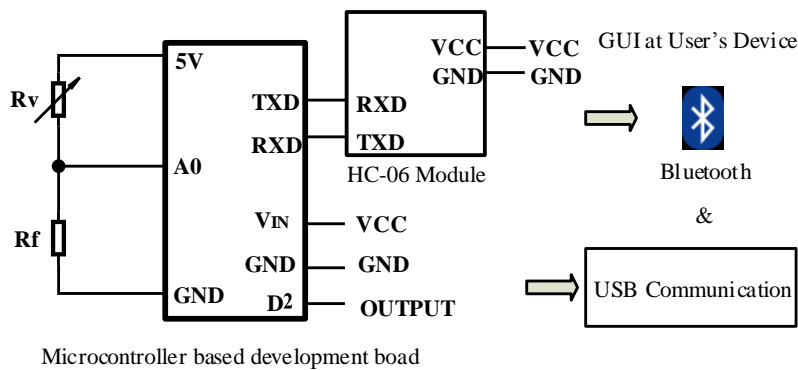 5V
Rv
A0
Rf
GND
TXD
RXD
VIN
GND
D2
VCC
GND
OUTPUT
VCC
GND
RXD
TXD
VCC
GND
HC-06 Module
GUI at User's Device
Bluetooth
&
USB Communication
Microcontroller based development boad